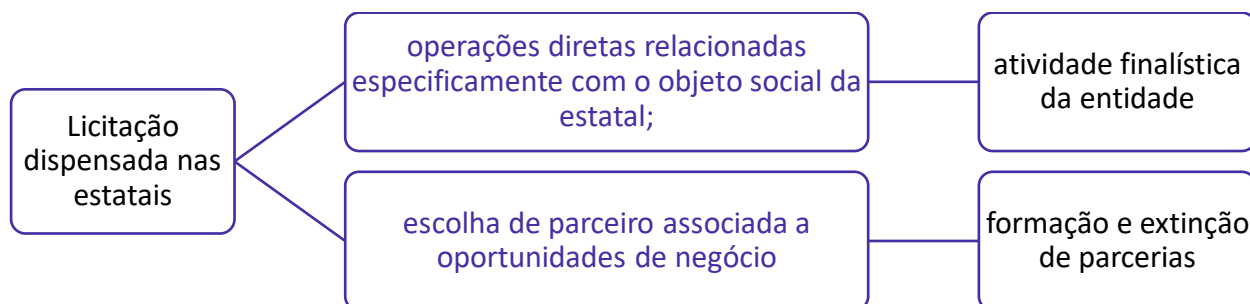 Licitação
dispensada nas
estatais
operações diretas relacionadas
especificamente com o objeto social da
estatal;
atividade finalística
da entidade
escolha de parceiro associada a
oportunidades de negócio
formação e extinção
de parcerias